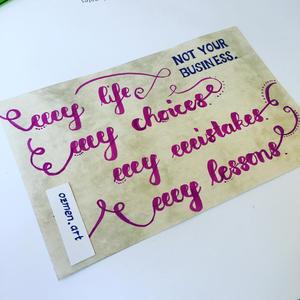 my life
my choices.
my mistakes.
my lessons.
NOT YOUR
BUSINESS.
ozmen.art